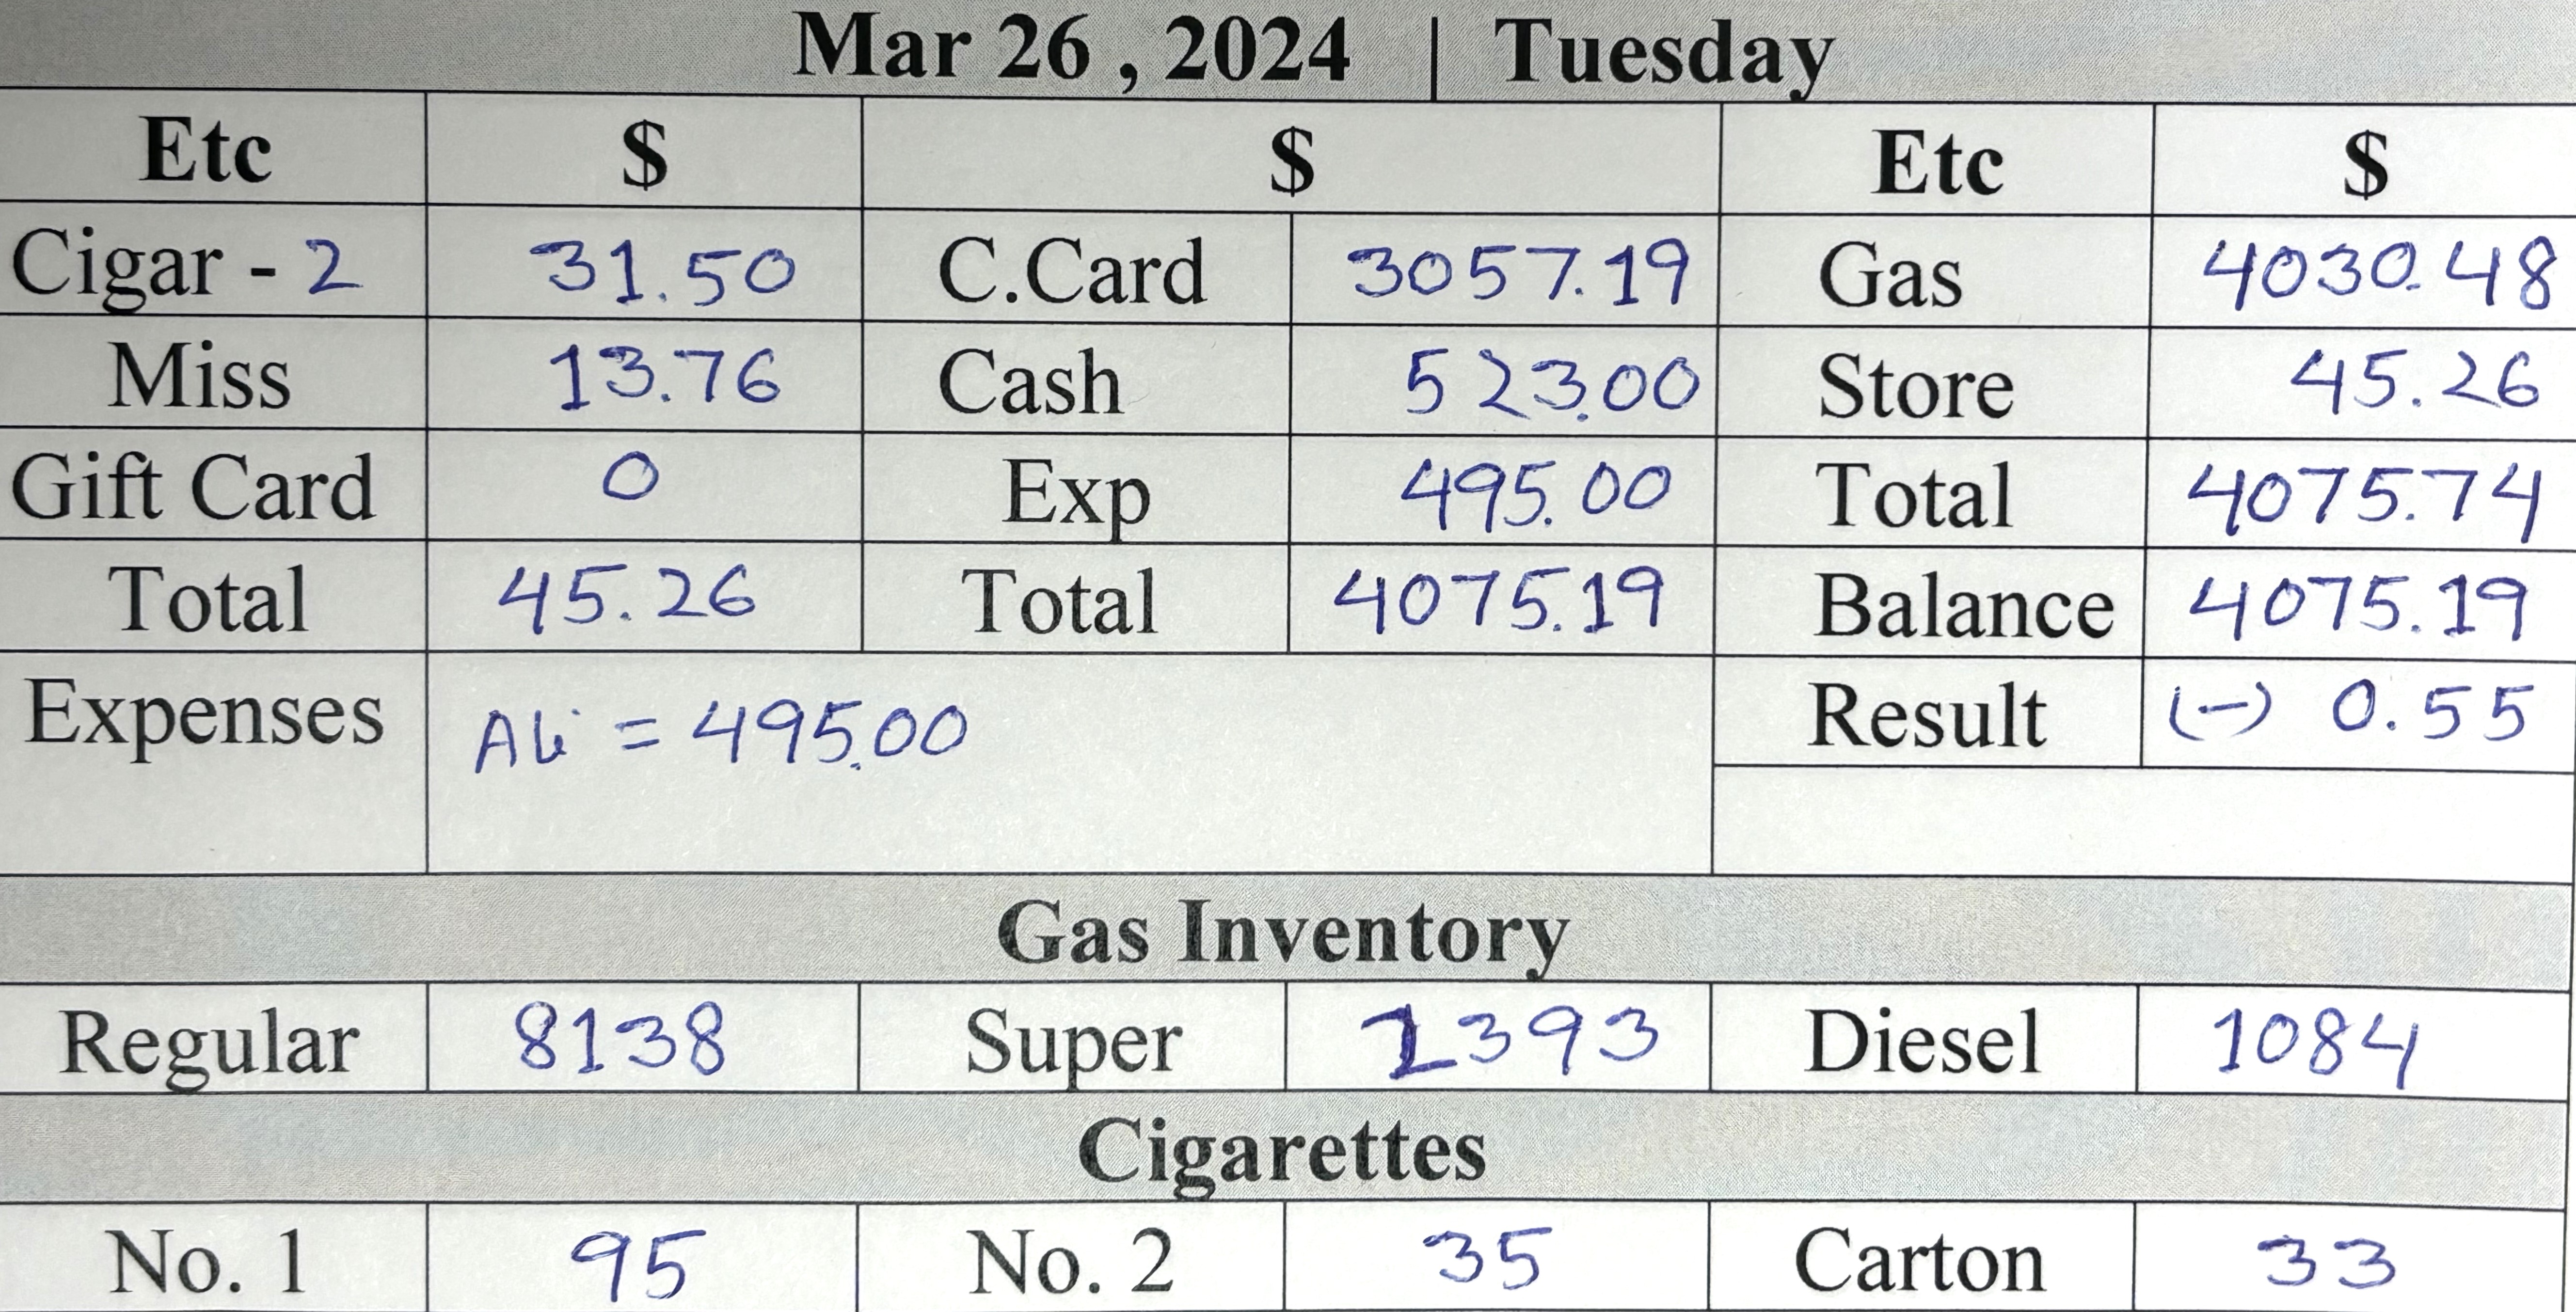 Mar 26 , 2024 | Tuesday
Etc $ $ Etc $
Cigar - 2 31.50 C.Card 3057.19 Gas 4030.48
Miss 13.76 Cash 523.00 Store 45.26
Gift Card 0 Exp 495.00 Total 4075.74
Total 45.26 Total 4075.19 Balance 4075.19
Expenses Ali = 495.00 Result (-) 0.55
Gas Inventory
Regular 8138 Super 1393 Diesel 1084
Cigarettes
No. 1 95 No. 2 35 Carton 33